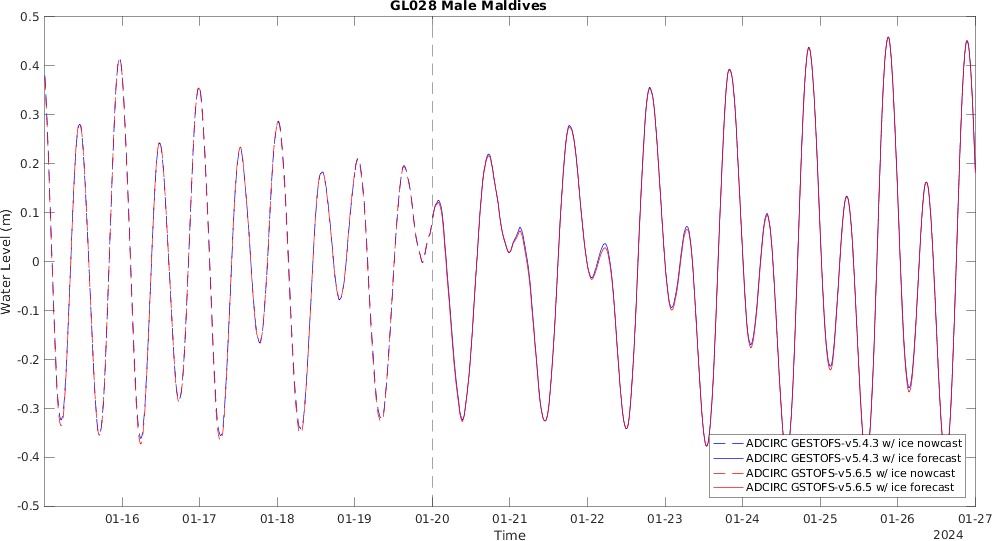 GL028 Male Maldives
Water Level (m)
0.5
0.4
0.3
0.2
0.1
0
-0.1
-0.2
-0.3
-0.4
-0.5
ADCIRC GESTOFS-v5.4.3 w/ ice nowcast
ADCIRC GESTOFS-v5.4.3 w/ ice forecast
ADCIRC GSTOFS-v5.6.5 w/ ice nowcast
ADCIRC GSTOFS-v5.6.5 w/ ice forecast
01-16 01-17 01-18 01-19 01-20 01-21 01-22 01-23 01-24 01-25 01-26 01-27
Time
2024